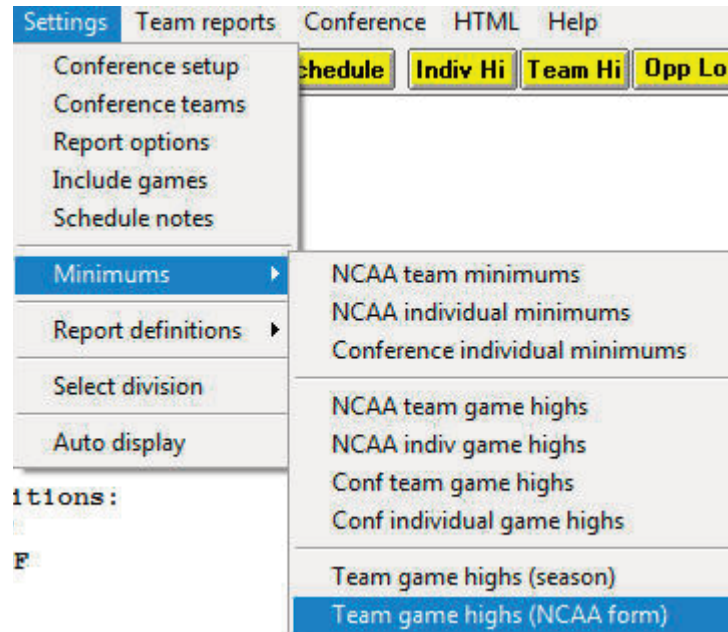 Settings Team reports Conference HTML Help
Indiv Hi Team Hi Opp Lo
Conference setup
Conference teams
Report options
Include games
Schedule notes
Minimums
Report definitions
Select division
Auto display
NCAA team minimums
NCAA individual minimums
Conference individual minimums
NCAA team game highs
NCAA indiv game highs
Conf team game highs
Conf individual game highs
Team game highs (season)
Team game highs (NCAA form)
itions:
F